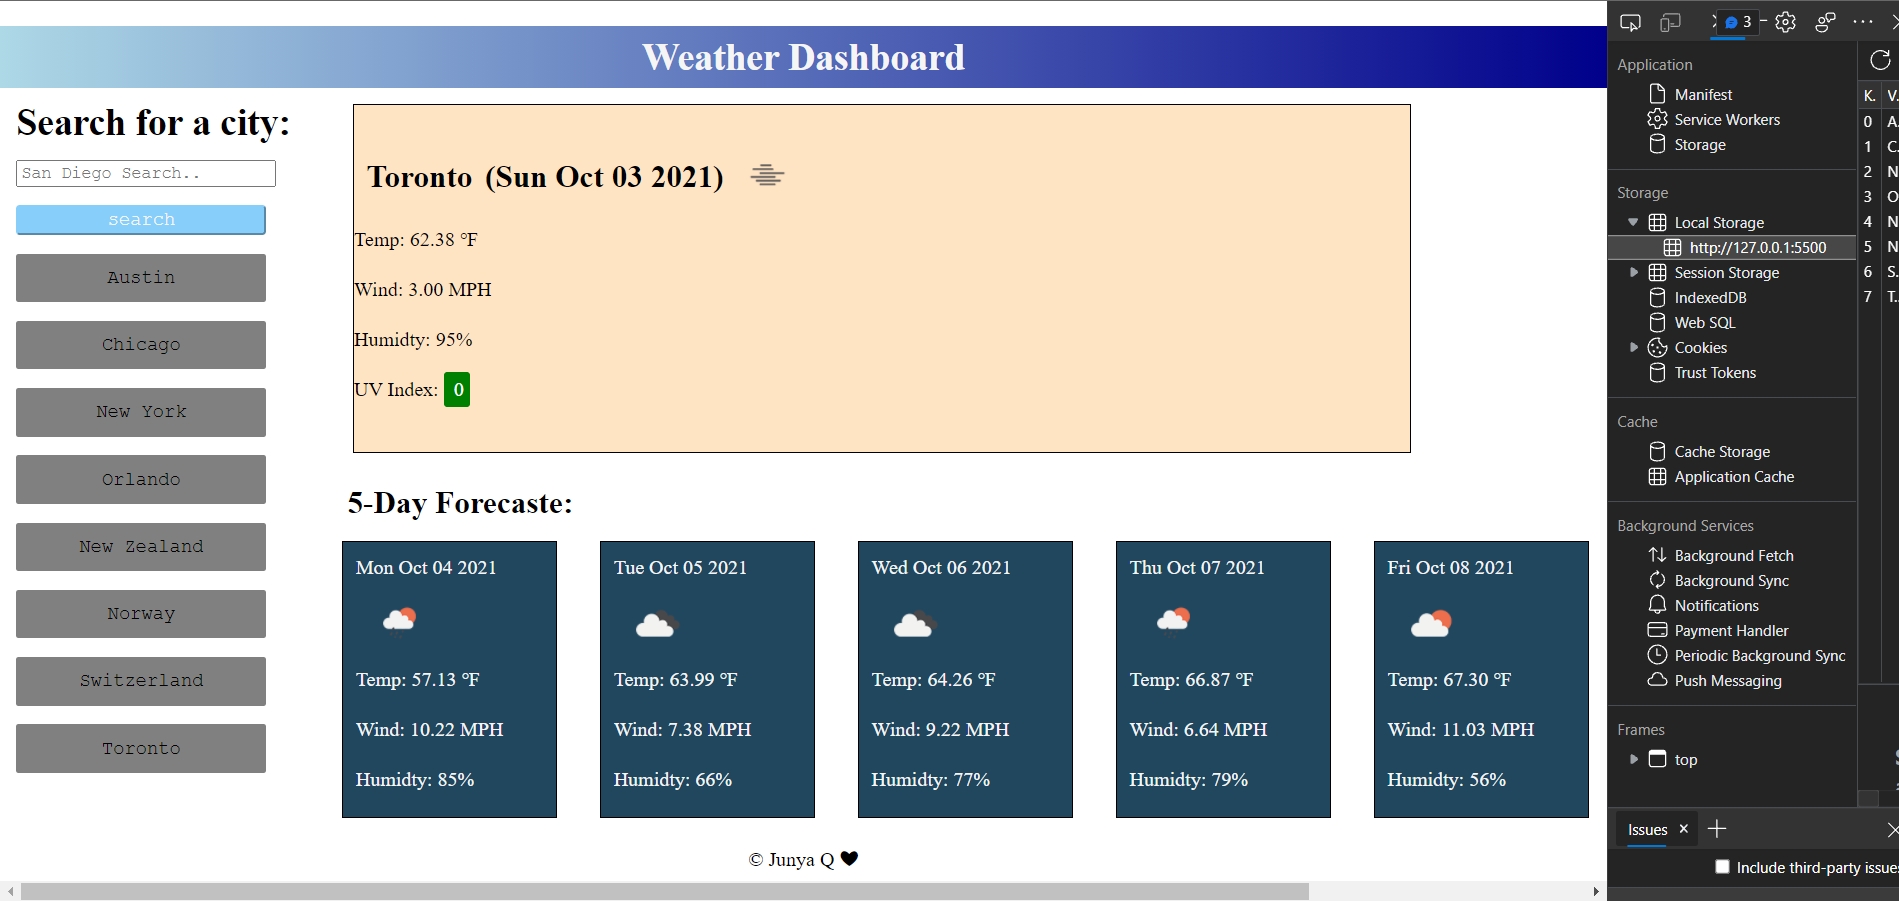 Weather Dashboard
Search for a city:
San Diego Search..
search
Austin
Chicago
New York
Orlando
New Zealand
Norway
Switzerland
Toronto
Toronto (Sun Oct 03 2021)
Temp: 62.38 °F
Wind: 3.00 MPH
Humidty: 95%
UV Index: 0
5-Day Forecaste:
Mon Oct 04 2021
Temp: 57.13 °F
Wind: 10.22 MPH
Humidty: 85%
Tue Oct 05 2021
Temp: 63.99 °F
Wind: 7.38 MPH
Humidty: 66%
Wed Oct 06 2021
Temp: 64.26 °F
Wind: 9.22 MPH
Humidty: 77%
Thu Oct 07 2021
Temp: 66.87 °F
Wind: 6.64 MPH
Humidty: 79%
Fri Oct 08 2021
Temp: 67.30 °F
Wind: 11.03 MPH
Humidty: 56%
© Junya Q ♥
3
Application
Manifest
Service Workers
Storage
Storage
Local Storage
http://127.0.0.1:5500
Session Storage
IndexedDB
Web SQL
Cookies
Trust Tokens
Cache
Cache Storage
Application Cache
Background Services
Background Fetch
Background Sync
Notifications
Payment Handler
Periodic Background Sync
Push Messaging
Frames
top
K. V.
0 A.
1 C.
2 N
3 O
4 N
5 N
6 S.
7 T.
Issues
Include third-party issues